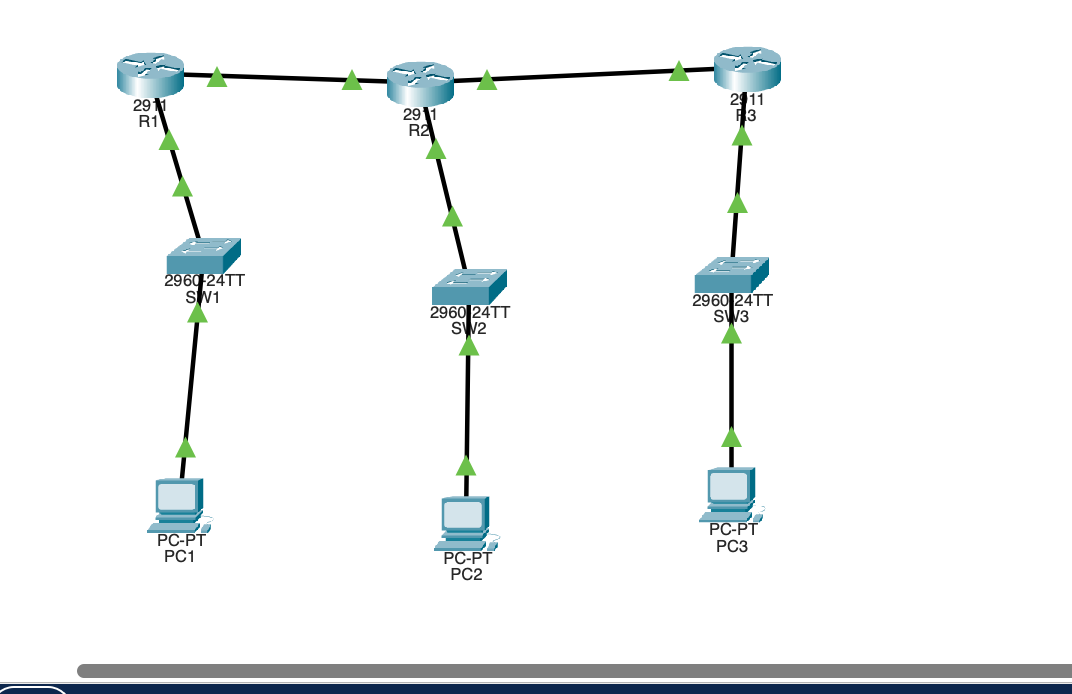 2911
R1
2911
R2
2911
R3
2960-24TT
SW1
2960-24TT
SW2
2960-24TT
SW3
PC-PT
PC1
PC-PT
PC2
PC-PT
PC3